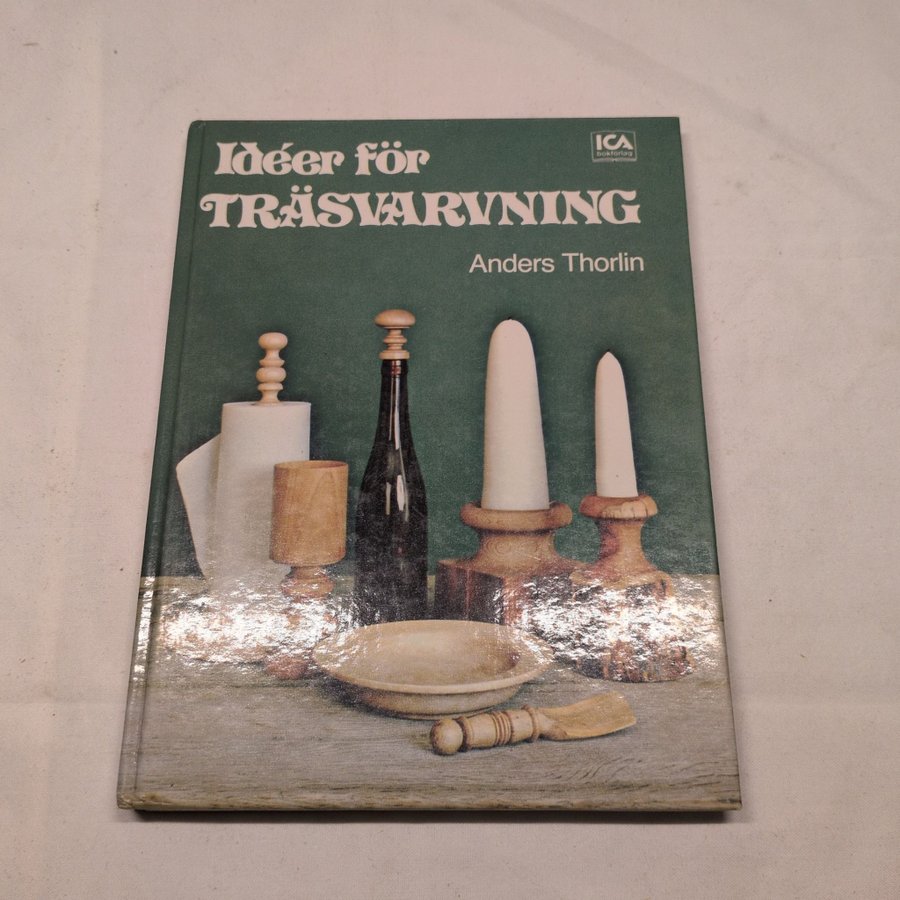 Idéer för
TRÄSVARVNING
ICA
bokförlag
Anders Thorlin